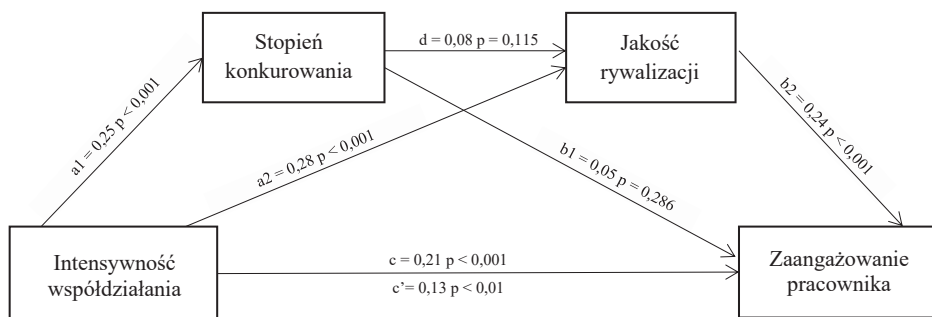 Stopień
konkurowania
d = 0,08 p = 0,115
Jakość
rywalizacji
a1 = 0,25 p < 0,001
a2 = 0,28 p < 0,001
b1 = 0,05 p = 0,286
b2 = 0,24 p < 0,001
Intensywność
współdziałania
c = 0,21 p < 0,001
c’= 0,13 p < 0,01
Zaangażowanie
pracownika